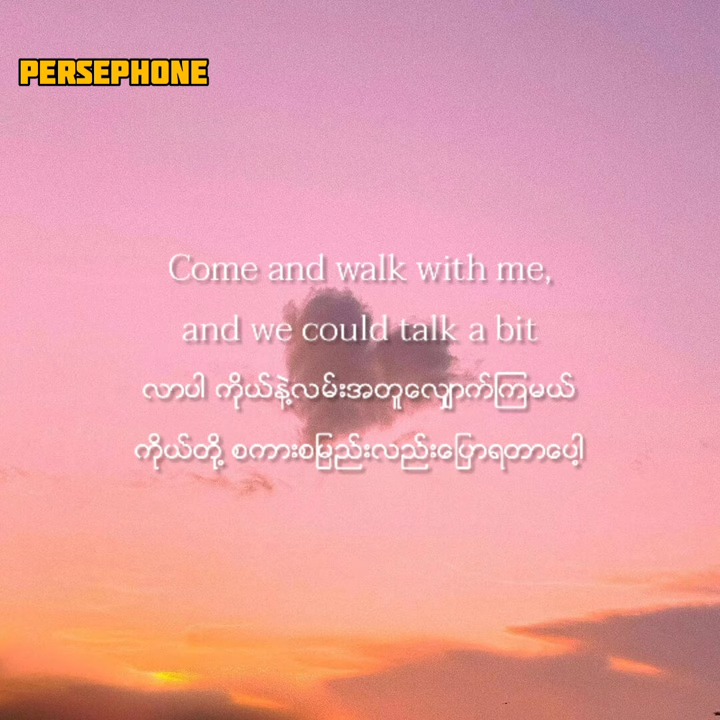 PERSEPHONE
Come and walk with me,
and we could talk a bit
လာပါ ကိုယ်နဲ့လမ်းအတူလျှောက်ကြမယ်
ကိုယ်တို့ စကားစမြည်းလည်းပြောရတာပေါ့